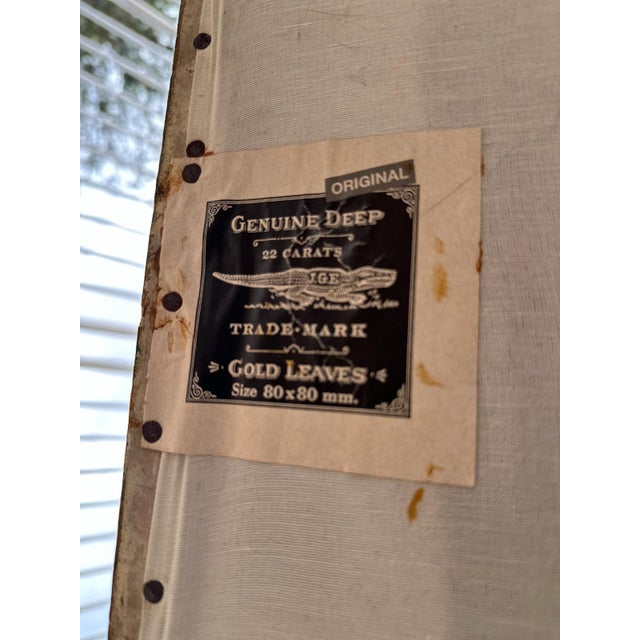 ORIGINAL
GENUINE DEEP
22 CARATS
IGE
TRADE-MARK
GOLD LEAVES
Size 80x80 mm.